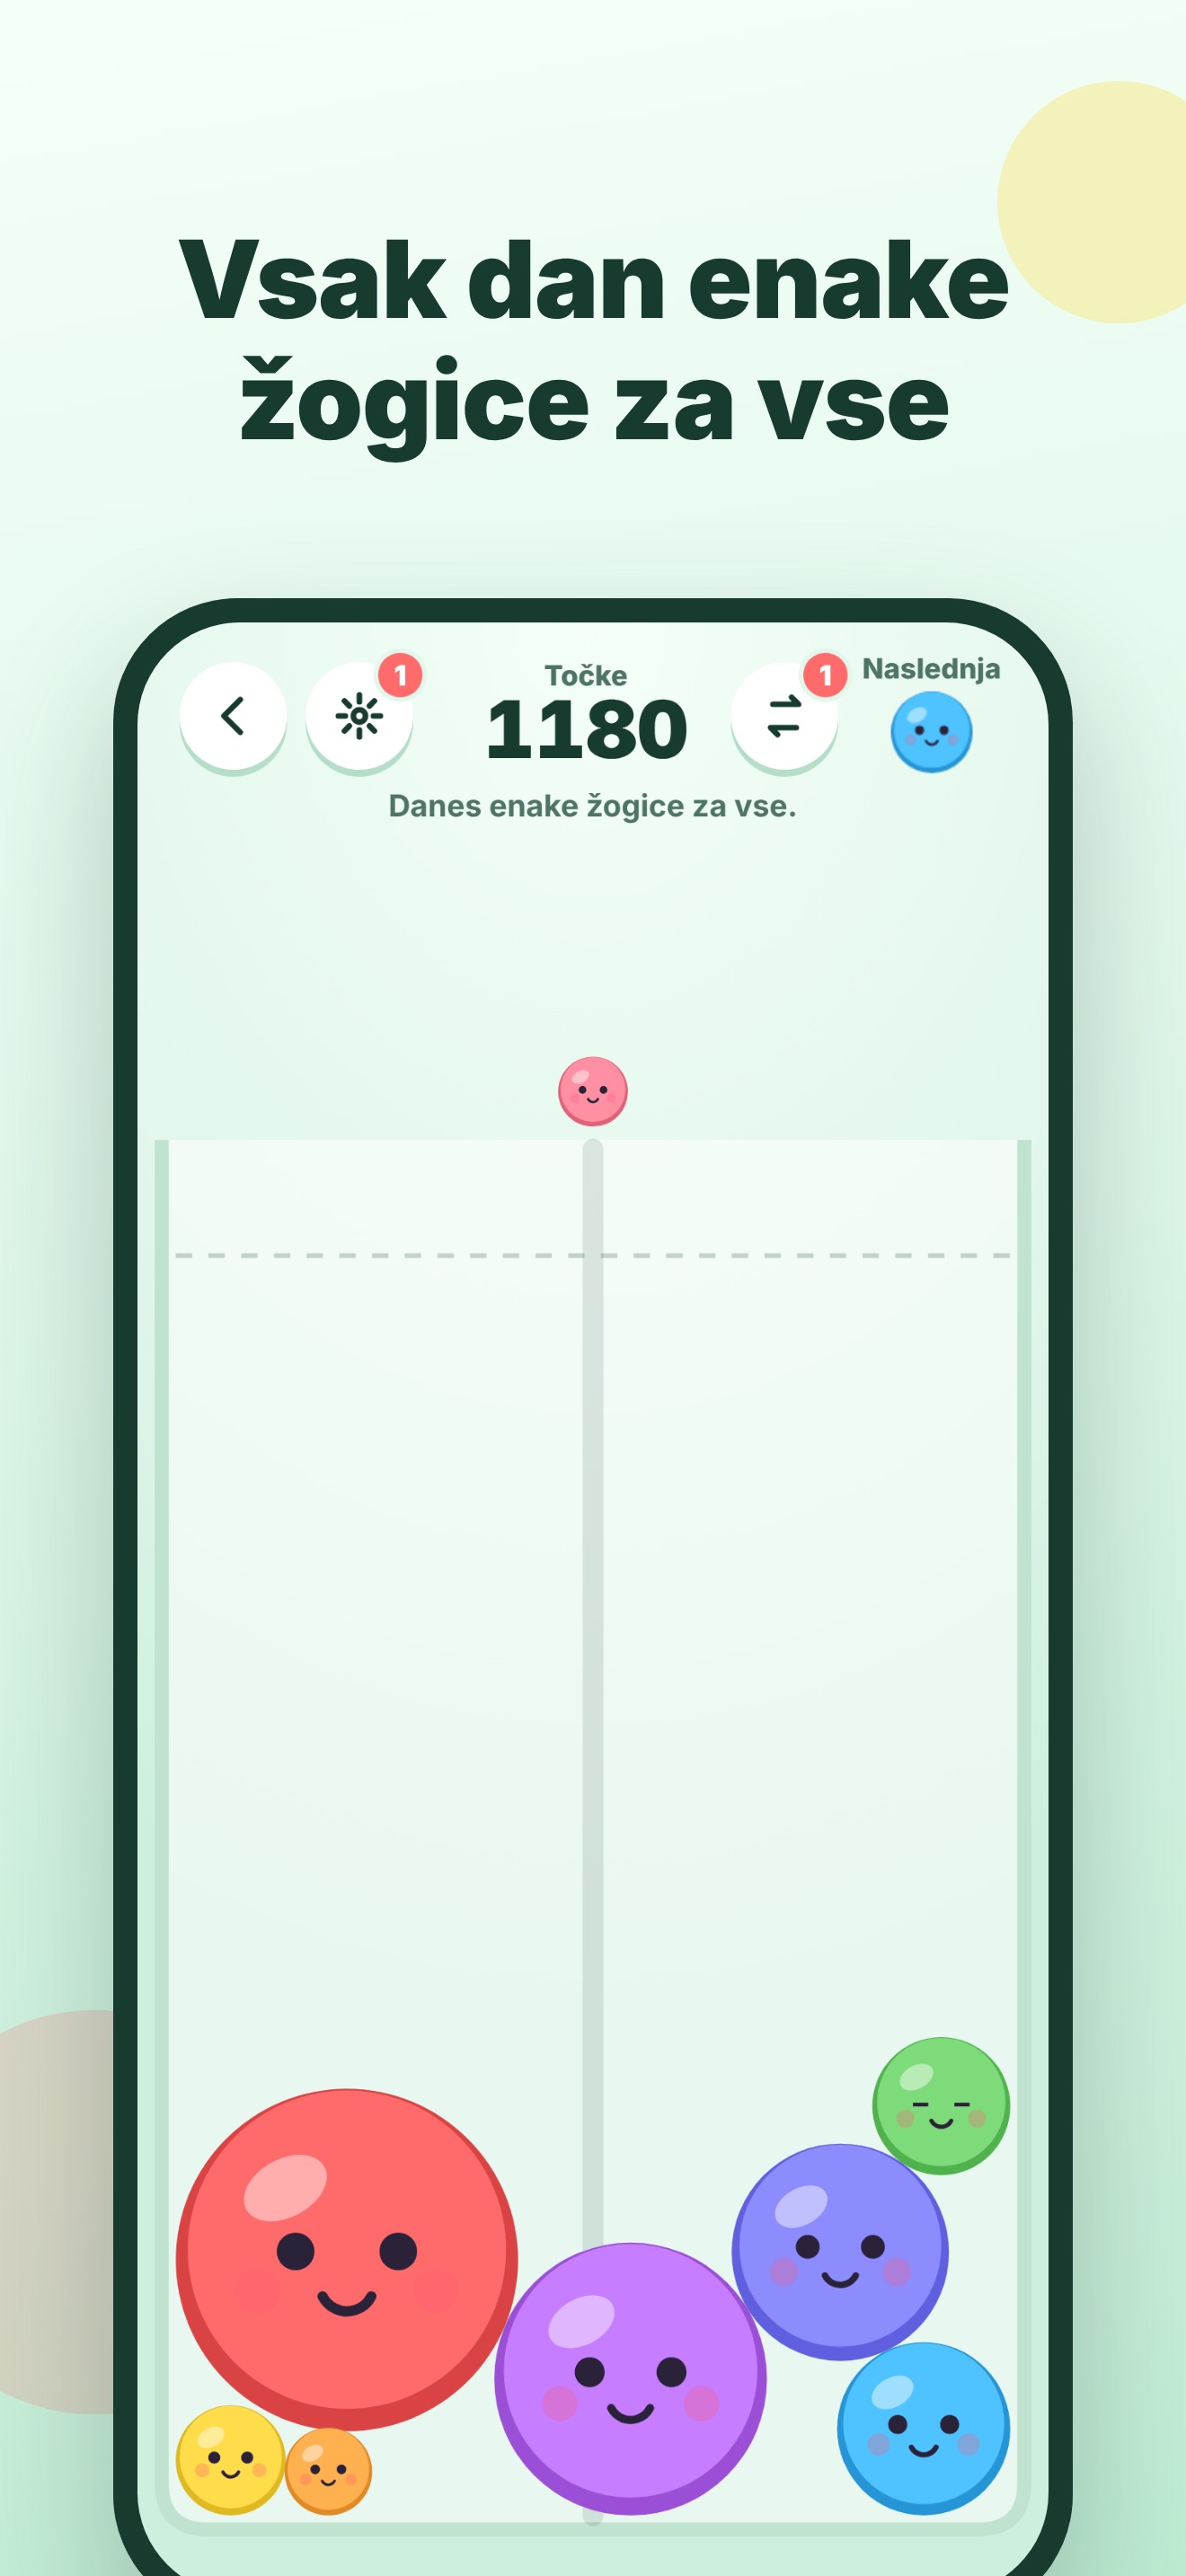 Vsak dan enake
žogice za vse
1
Točke
1180
1
Naslednja
Danes enake žogice za vse.